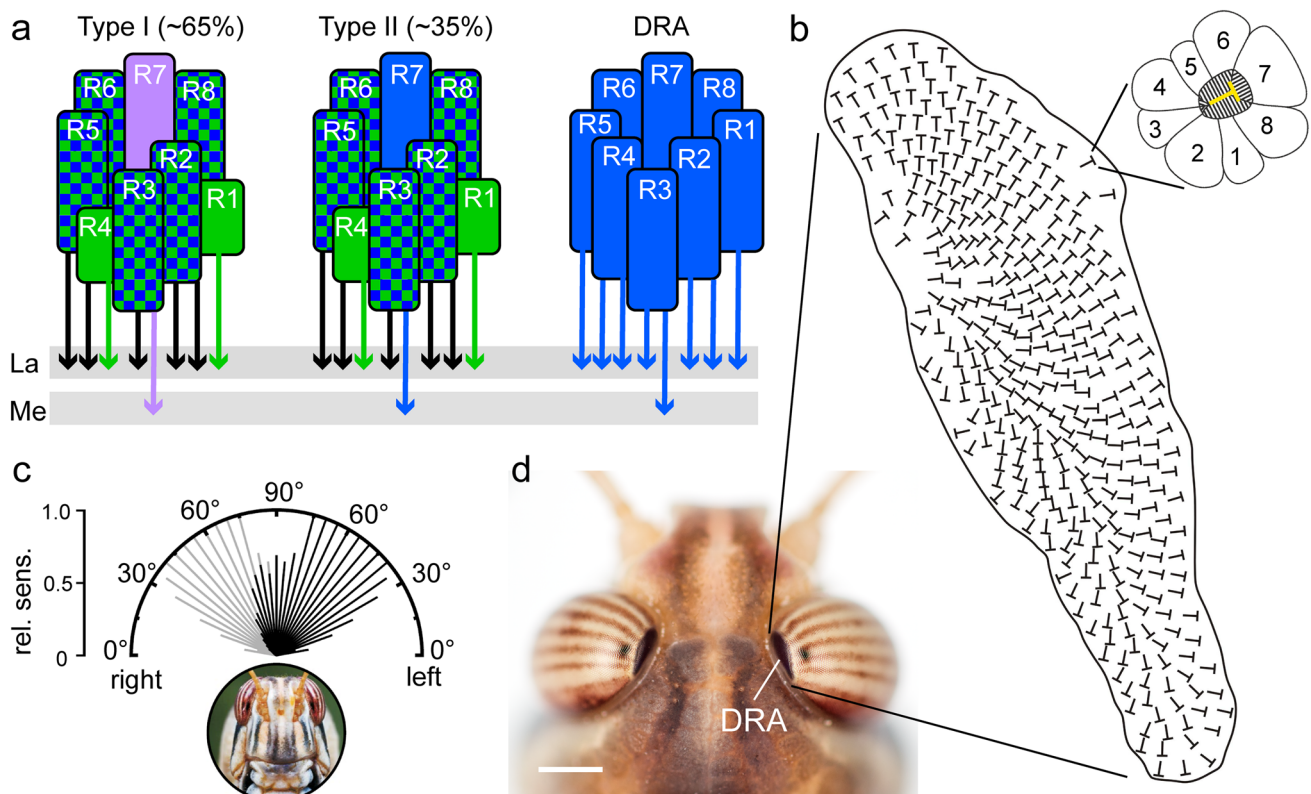 a
Type I (~65%)
Type II (~35%)
DRA
R7
R6
R8
R5
R2
R3
R1
R4
R7
R6
R8
R5
R2
R3
R1
R4
R7
R6
R8
R5
R1
R4
R2
R3
La
Me
b
6
5
7
4
3
8
2
1
c
1.0
0.5
0
rel. sens.
90°
60°
60°
30°
30°
0°
0°
right
left
d
DRA